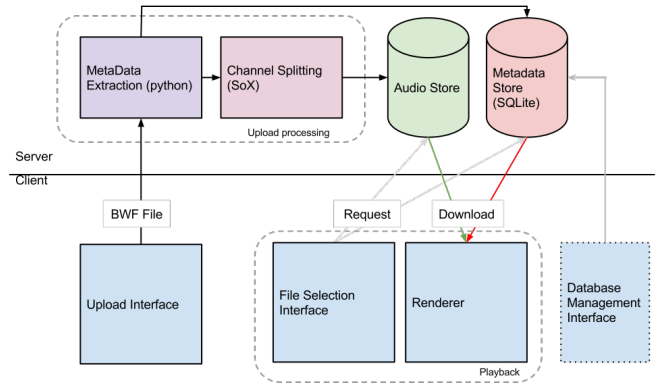 MetaData
Extraction (python)
Channel Splitting
(SoX)
Upload processing
Audio Store
Metadata
Store
(SQLite)
Server
Client
BWF File
Request
Download
Upload Interface
File Selection
Interface
Renderer
Playback
Database
Management
Interface